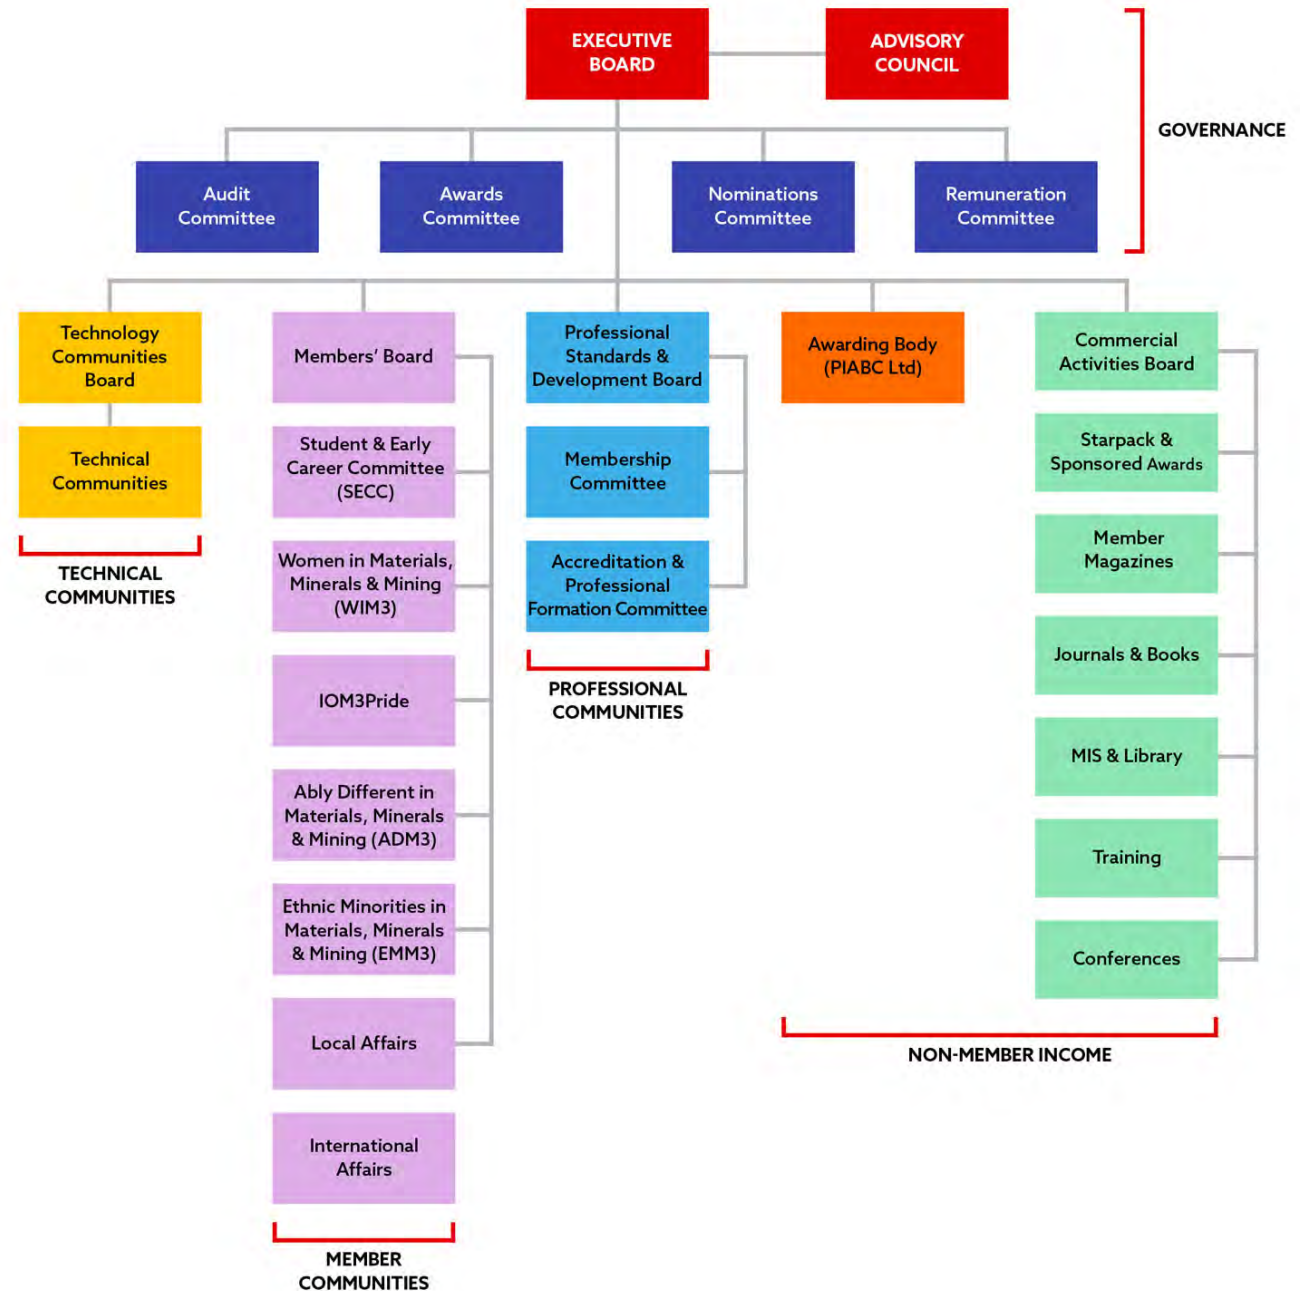 EXECUTIVE
BOARD
ADVISORY
COUNCIL
GOVERNANCE
Audit
Committee
Awards
Committee
Nominations
Committee
Remuneration
Committee
Technology
Communities
Board
Technical
Communities
TECHNICAL
COMMUNITIES
Members’ Board
Student & Early
Career Committee
(SECC)
Women in Materials,
Minerals & Mining
(WIM3)
IOM3Pride
Ably Different in
Materials, Minerals
& Mining (ADM3)
Ethnic Minorities in
Materials, Minerals
& Mining (EMM3)
Local Affairs
International
Affairs
MEMBER
COMMUNITIES
Professional
Standards &
Development Board
Membership
Committee
Accreditation &
Professional
Formation Committee
PROFESSIONAL
COMMUNITIES
Awarding Body
(PIABC Ltd)
Commercial
Activities Board
Starpack &
Sponsored Awards
Member
Magazines
Journals & Books
MIS & Library
Training
Conferences
NON-MEMBER INCOME